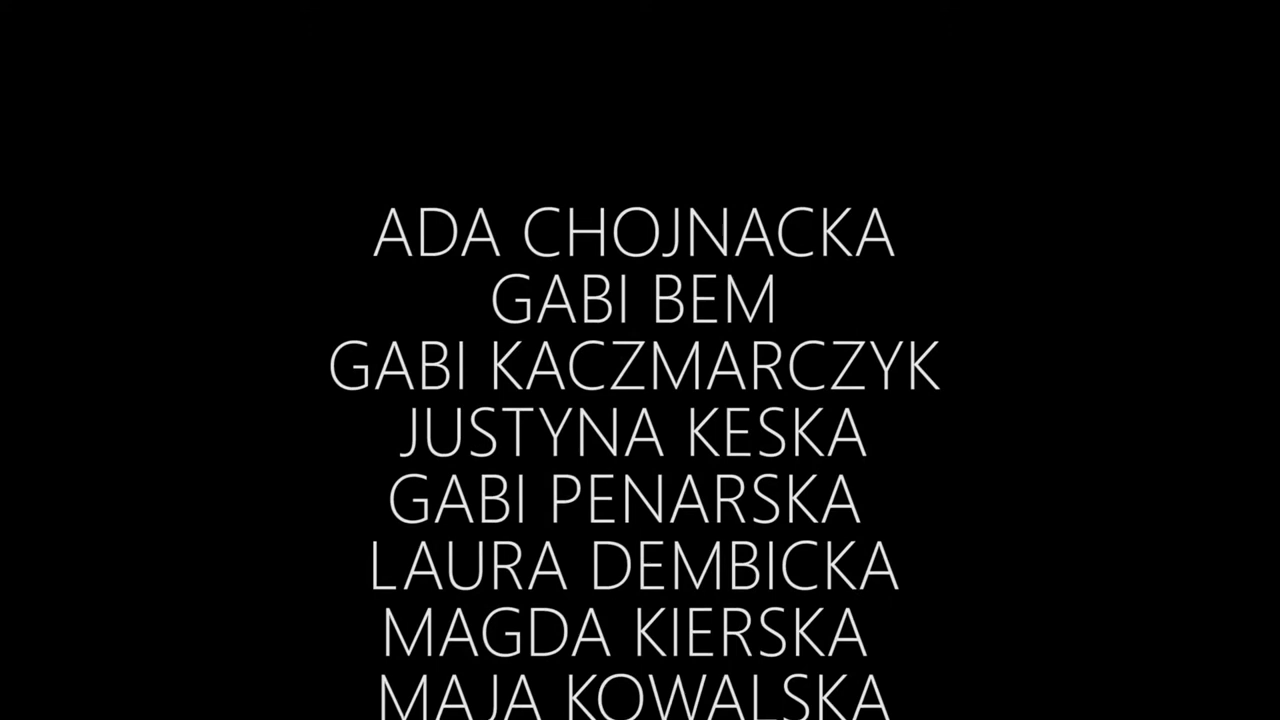 ADA CHOJNACKA
GABI BEM
GABI KACZMARCZYK
JUSTYNA KESKA
GABI PENARSKA
LAURA DEMBICKA
MAGDA KIERSKA
MAJA KOWALSKA